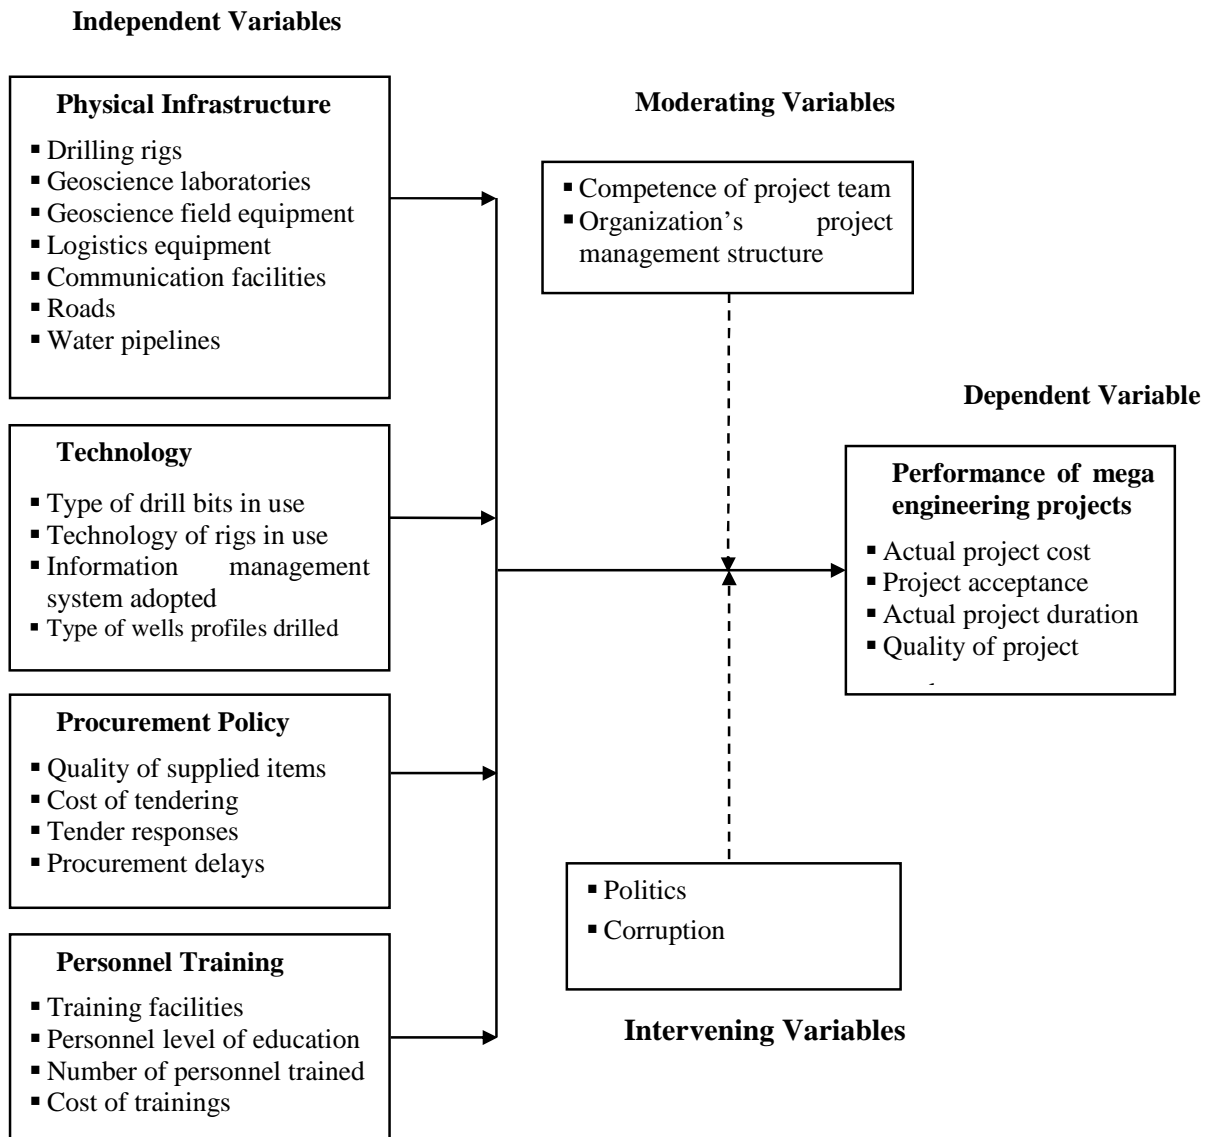 Independent Variables
Physical Infrastructure
▪ Drilling rigs
▪ Geoscience laboratories
▪ Geoscience field equipment
▪ Logistics equipment
▪ Communication facilities
▪ Roads
▪ Water pipelines
Technology
▪ Type of drill bits in use
▪ Technology of rigs in use
▪ Information management
system adopted
▪ Type of wells profiles drilled
Procurement Policy
▪ Quality of supplied items
▪ Cost of tendering
▪ Tender responses
▪ Procurement delays
Personnel Training
▪ Training facilities
▪ Personnel level of education
▪ Number of personnel trained
▪ Cost of trainings
Moderating Variables
▪ Competence of project team
▪ Organization’s project
management structure
▪ Politics
▪ Corruption
Intervening Variables
Dependent Variable
Performance of mega
engineering projects
▪ Actual project cost
▪ Project acceptance
▪ Actual project duration
▪ Quality of project